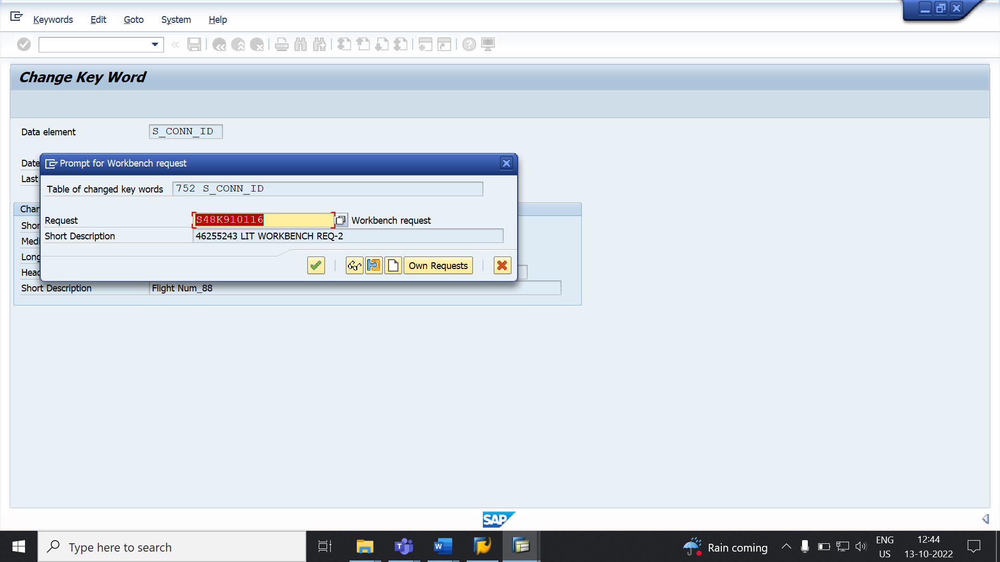 Keywords Edit Goto System Help
Change Key Word
Data element S_CONN_ID
Date
Last
Prompt for Workbench request
Table of changed key words 752 S_CONN_ID
Request S48K910116 Workbench request
Short Description 46255243 LIT WORKBENCH REQ-2
Own Requests
Char
Shor
Medi
Long
Head
Short Description Flight Num_88
SAP
Type here to search
Rain coming
ENG
US
12:44
13-10-2022